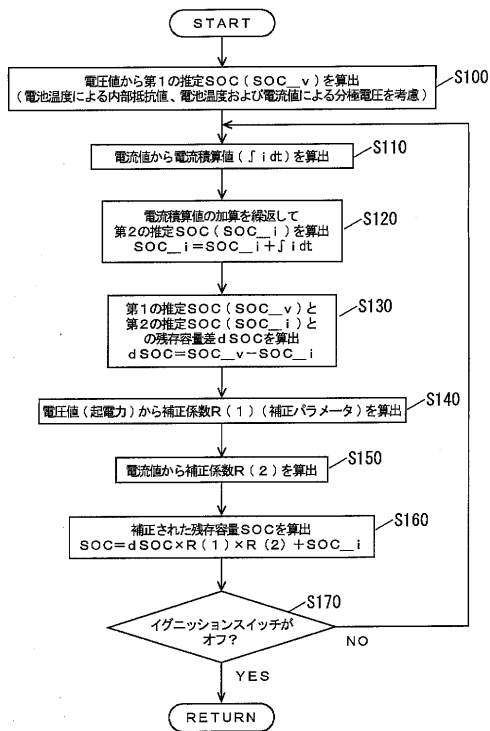 START
電圧値から第1の推定SOC(SOC__v)を算出
(電池温度による内部抵抗値、電池温度および電流値による分極電圧を考慮)
S100
電流値から電流積算値(∫idt)を算出
S110
電流積算値の加算を繰返して
第2の推定SOC(SOC__i)を算出
SOC__i=SOC__i+∫idt
S120
第1の推定SOC(SOC__v)と
第2の推定SOC(SOC__i)と
の残存容量差dSOCを算出
dSOC=SOC__v-SOC__i
S130
電圧値(起電力)から補正係数R(1)(補正パラメータ)を算出
S140
電流値から補正係数R(2)を算出
S150
補正された残存容量SOCを算出
SOC=dSOC×R(1)×R(2)+SOC__i
S160
イグニッションスイッチが
オフ?
S170
NO
YES
RETURN